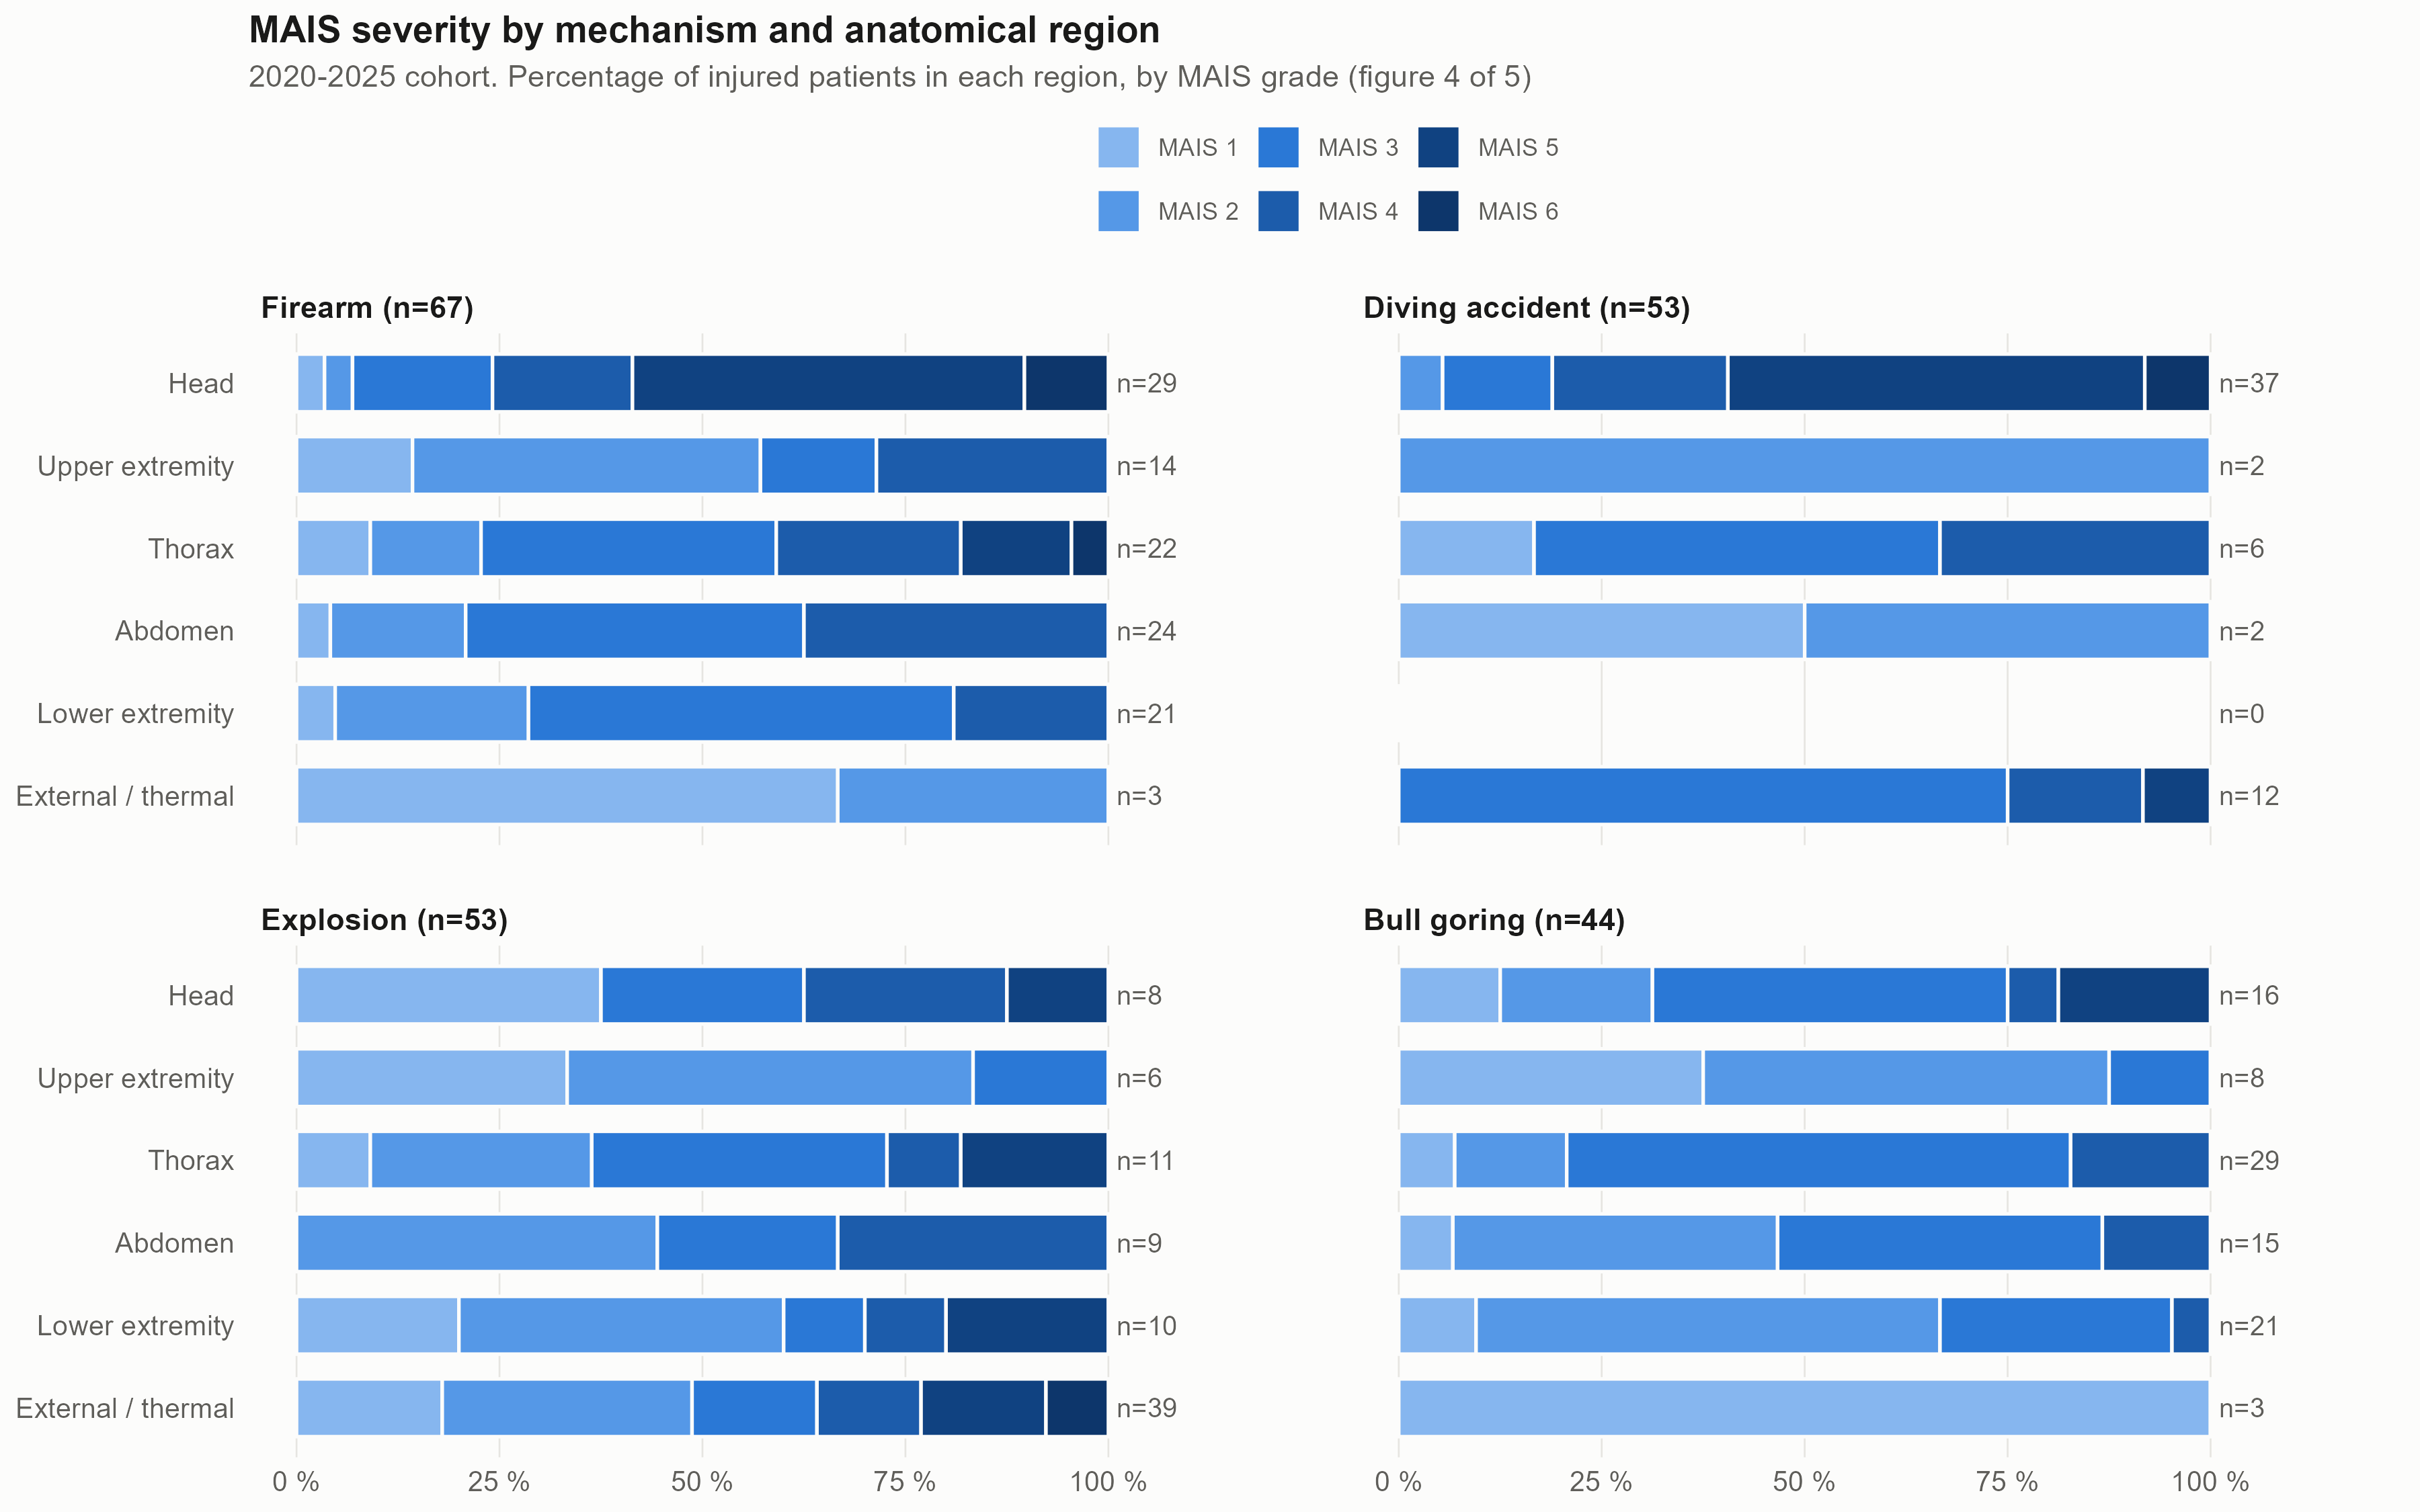 MAIS severity by mechanism and anatomical region
2020-2025 cohort. Percentage of injured patients in each region, by MAIS grade (figure 4 of 5)
MAIS 1 MAIS 3 MAIS 5
MAIS 2 MAIS 4 MAIS 6
Firearm (n=67)
Head n=29
Upper extremity n=14
Thorax n=22
Abdomen n=24
Lower extremity n=21
External / thermal n=3
Diving accident (n=53)
n=37
n=2
n=6
n=2
n=0
n=12
Explosion (n=53)
Head n=8
Upper extremity n=6
Thorax n=11
Abdomen n=9
Lower extremity n=10
External / thermal n=39
0 % 25 % 50 % 75 % 100 %
Bull goring (n=44)
n=16
n=8
n=29
n=15
n=21
n=3
0 % 25 % 50 % 75 % 100 %